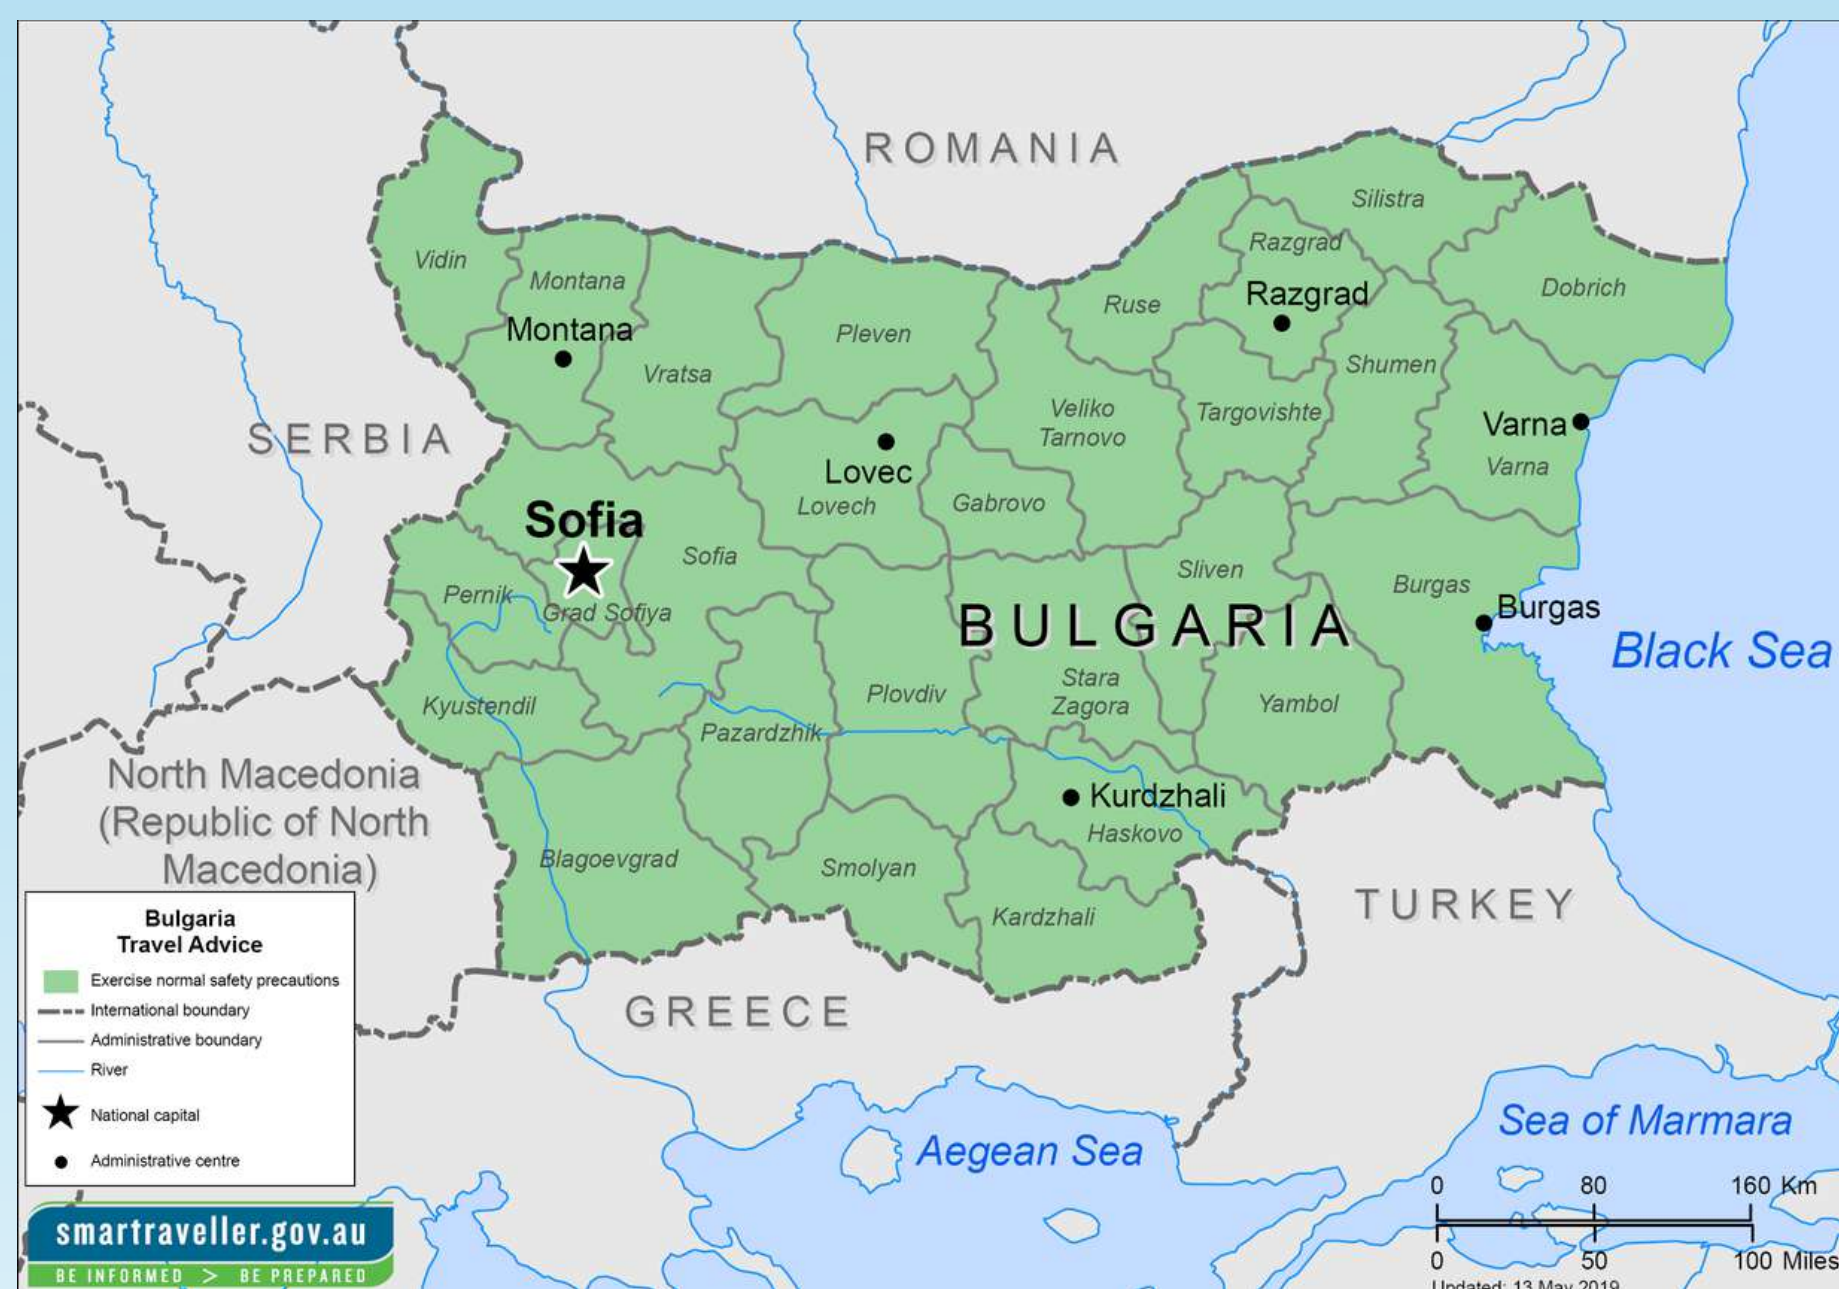 ROMANIA
Silistra
Razgrad
Vidin
Montana
Dobrich
Razgrad
Ruse
Montana
Pleven
Shumen
Vratsa
Veliko
Tarnovo
Targovishte
Varna
SERBIA
Lovec
Varna
Lovech
Gabrovo
Sofia
Sofia
Sliven
Burgas
Pernik
Grad Sofiya
BULGARIA
Burgas
Black Sea
Kyustendil
Plovdiv
Stara
Zagora
Yambol
Pazardzhik
North Macedonia
(Republic of North
Macedonia)
Kurdzhali
Haskovo
Blagoevgrad
Smolyan
Kardzhali
TURKEY
GREECE
Bulgaria
Travel Advice
Exercise normal safety precautions
International boundary
Administrative boundary
River
National capital
Administrative centre
Aegean Sea
Sea of Marmara
0 80 160 Km
0 50 100 Miles
Updated: 13 May 2019
smartraveller.gov.au
BE INFORMED > BE PREPARED